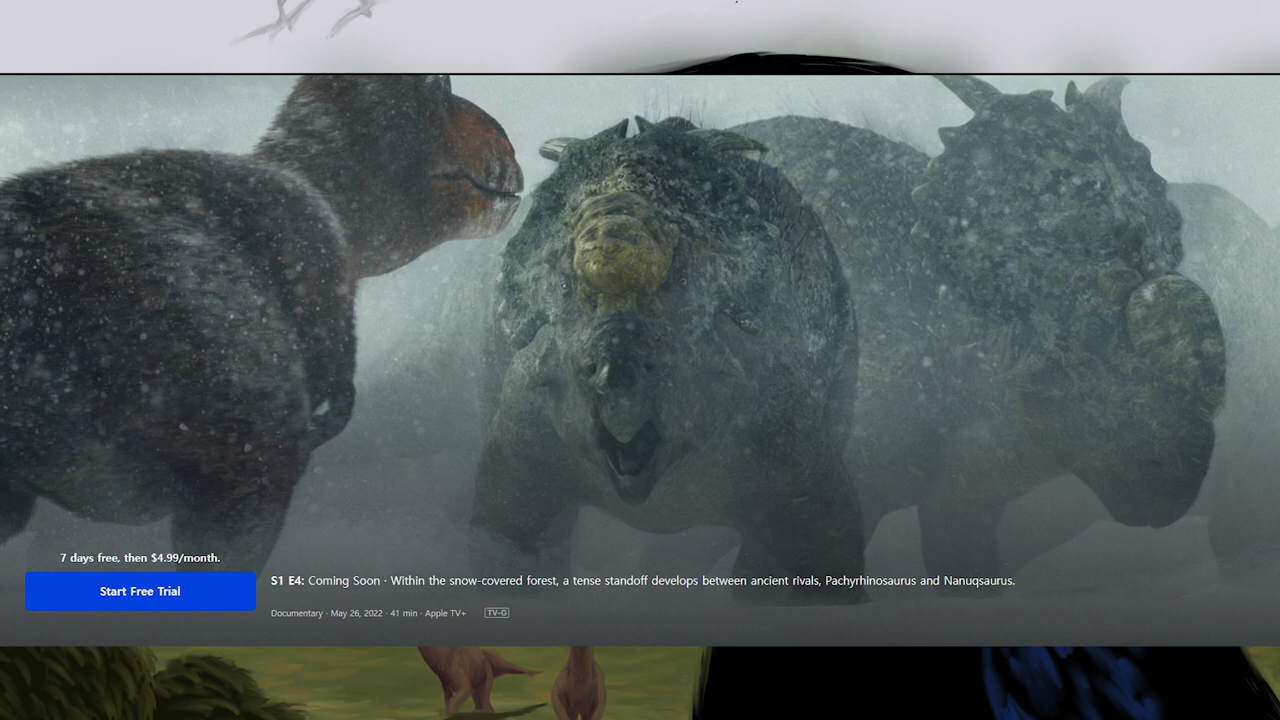 7 days free, then $4.99/month.
Start Free Trial
S1 E4: Coming Soon · Within the snow-covered forest, a tense standoff develops between ancient rivals, Pachyrhinosaurus and Nanuqsaurus.
Documentary · May 26, 2022 · 41 min · Apple TV+ TV-G